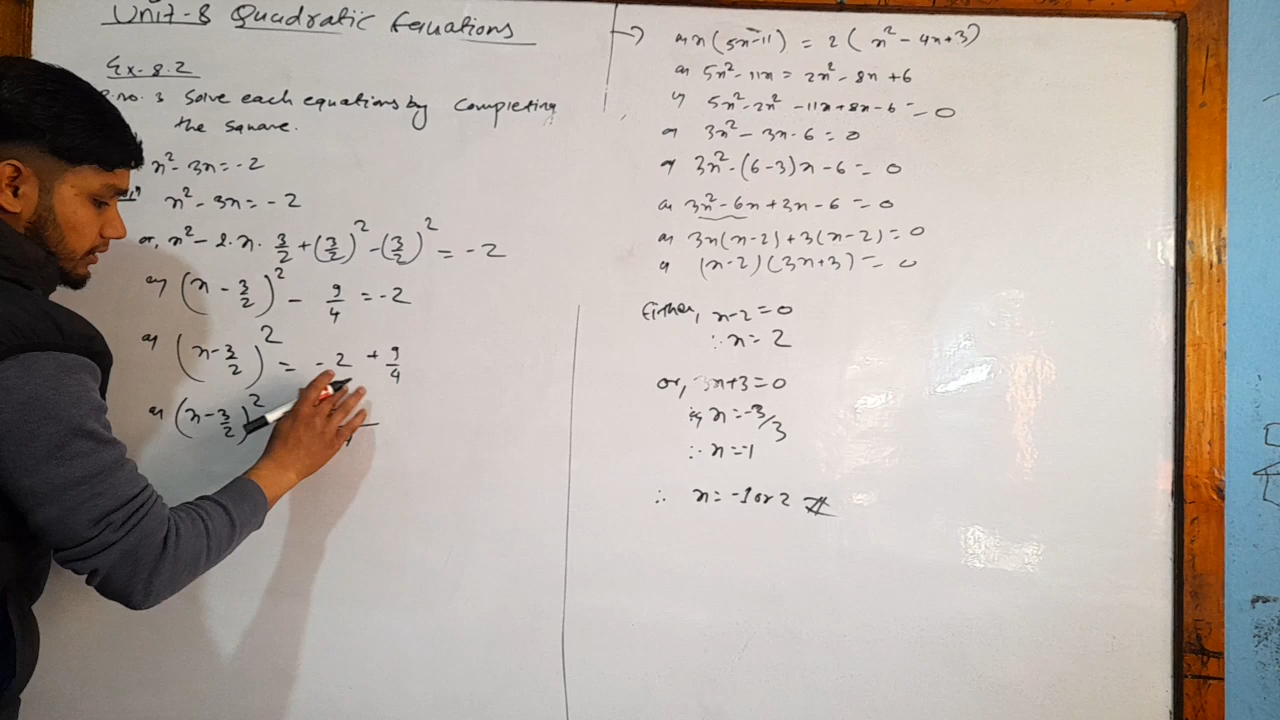 Unit-8 Quadratic Equations
Ex-8.2
Q.no. 3 Solve each equations by completing
the square.
x² - 3x = -2
x² - 3x = -2
or, x² - 2.x. 3/2 + (3/2)² - (3/2)² = -2
or, (x - 3/2)² - 9/4 = -2
or (x - 3/2)² = -2 + 9/4
or (x - 3/2)²
→ or x(5x-11) = 2(x² - 4x + 3)
or 5x² - 11x = 2x² - 8x + 6
or 5x² - 2x² - 11x + 8x - 6 = 0
or 3x² - 3x - 6 = 0
or 3x² - (6-3)x - 6 = 0
or 3x² - 6x + 3x - 6 = 0
or 3x(x-2) + 3(x-2) = 0
or (x-2)(3x+3) = 0
Either, x-2 = 0
∴ x = 2
or, 3x+3 = 0
or, x = -3/3
∴ x = -1
∴ x = -1 or 2 #